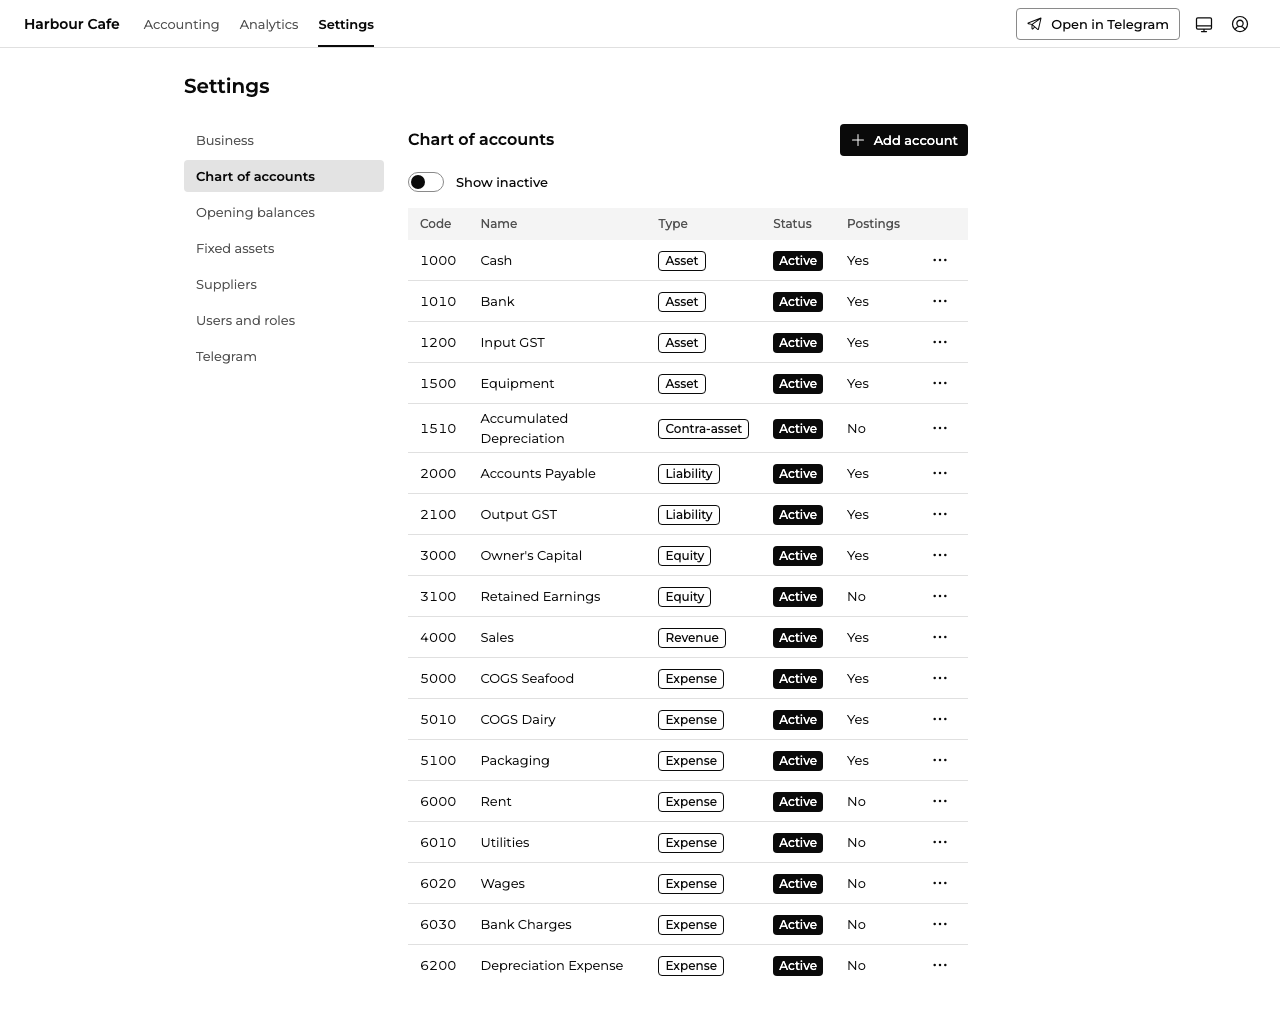 Harbour Cafe Accounting Analytics Settings Open in Telegram
Settings
Business
Chart of accounts
Opening balances
Fixed assets
Suppliers
Users and roles
Telegram
Chart of accounts Add account
Show inactive
Code Name Type Status Postings
1000 Cash Asset Active Yes
1010 Bank Asset Active Yes
1200 Input GST Asset Active Yes
1500 Equipment Asset Active Yes
1510 Accumulated Depreciation Contra-asset Active No
2000 Accounts Payable Liability Active Yes
2100 Output GST Liability Active Yes
3000 Owner's Capital Equity Active Yes
3100 Retained Earnings Equity Active No
4000 Sales Revenue Active Yes
5000 COGS Seafood Expense Active Yes
5010 COGS Dairy Expense Active Yes
5100 Packaging Expense Active Yes
6000 Rent Expense Active No
6010 Utilities Expense Active No
6020 Wages Expense Active No
6030 Bank Charges Expense Active No
6200 Depreciation Expense Expense Active No